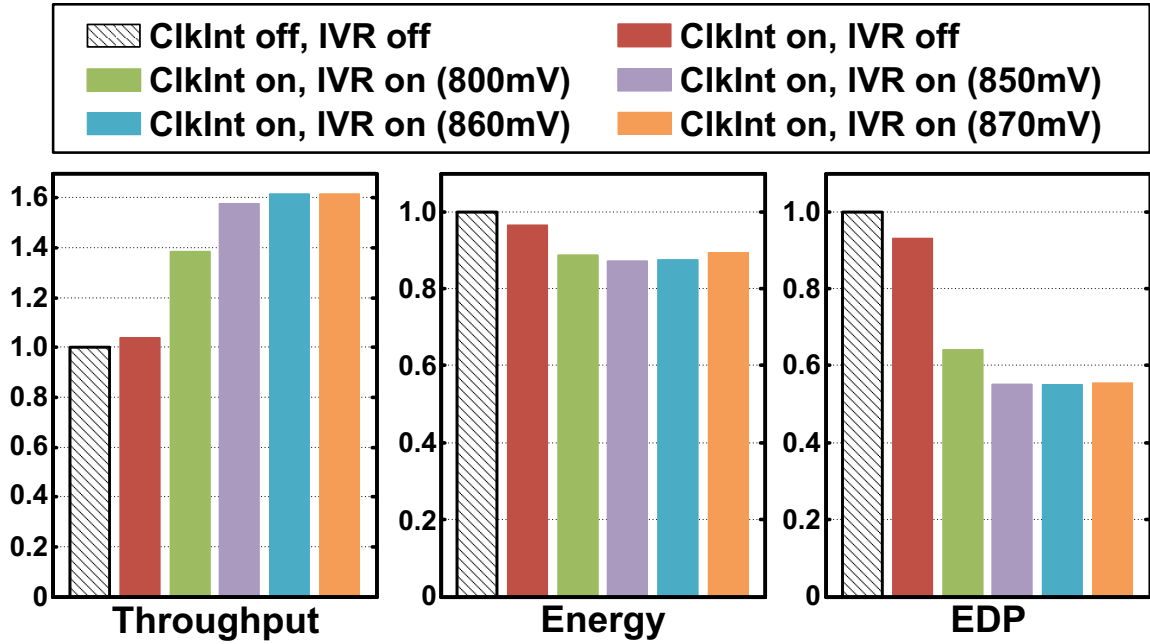 ClkInt off, IVR off
ClkInt on, IVR off
ClkInt on, IVR on (800mV)
ClkInt on, IVR on (850mV)
ClkInt on, IVR on (860mV)
ClkInt on, IVR on (870mV)
1.6
1.4
1.2
1.0
0.8
0.6
0.4
0.2
0
Throughput
1.0
0.8
0.6
0.4
0.2
0
Energy
1.0
0.8
0.6
0.4
0.2
0
EDP